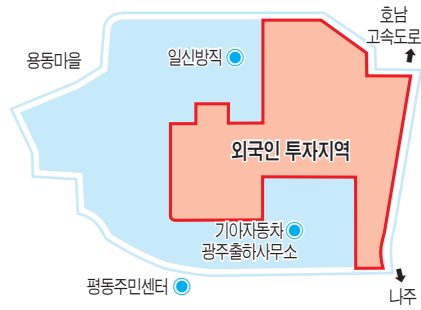 호남
고속도로
용동마을
일신방직
외국인 투자지역
기아자동차
광주출하사무소
평동주민센터
나주